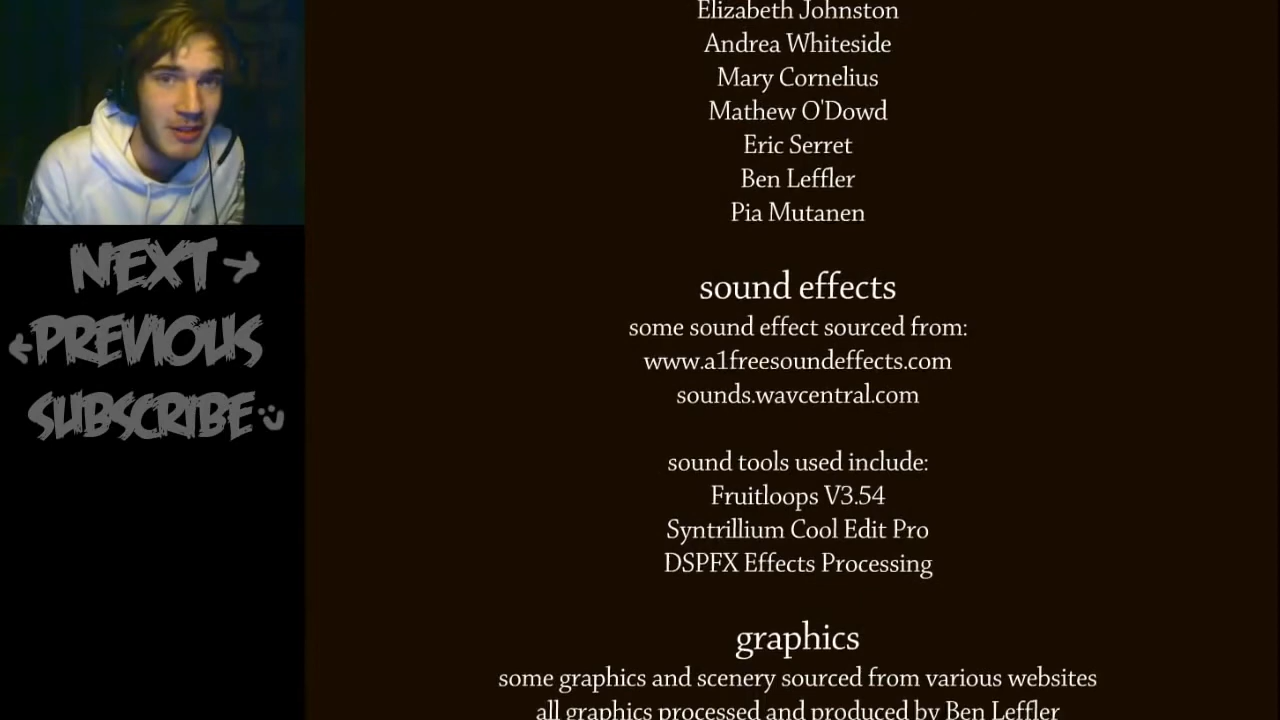 Elizabeth Johnston
Andrea Whiteside
Mary Cornelius
Mathew O'Dowd
Eric Serret
Ben Leffler
Pia Mutanen
NEXT →
← PREVIOUS
SUBSCRIBE
sound effects
some sound effect sourced from:
www.a1freesoundeffects.com
sounds.wavcentral.com
sound tools used include:
Fruitloops V3.54
Syntrillium Cool Edit Pro
DSPFX Effects Processing
graphics
some graphics and scenery sourced from various websites
all graphics processed and produced by Ben Leffler